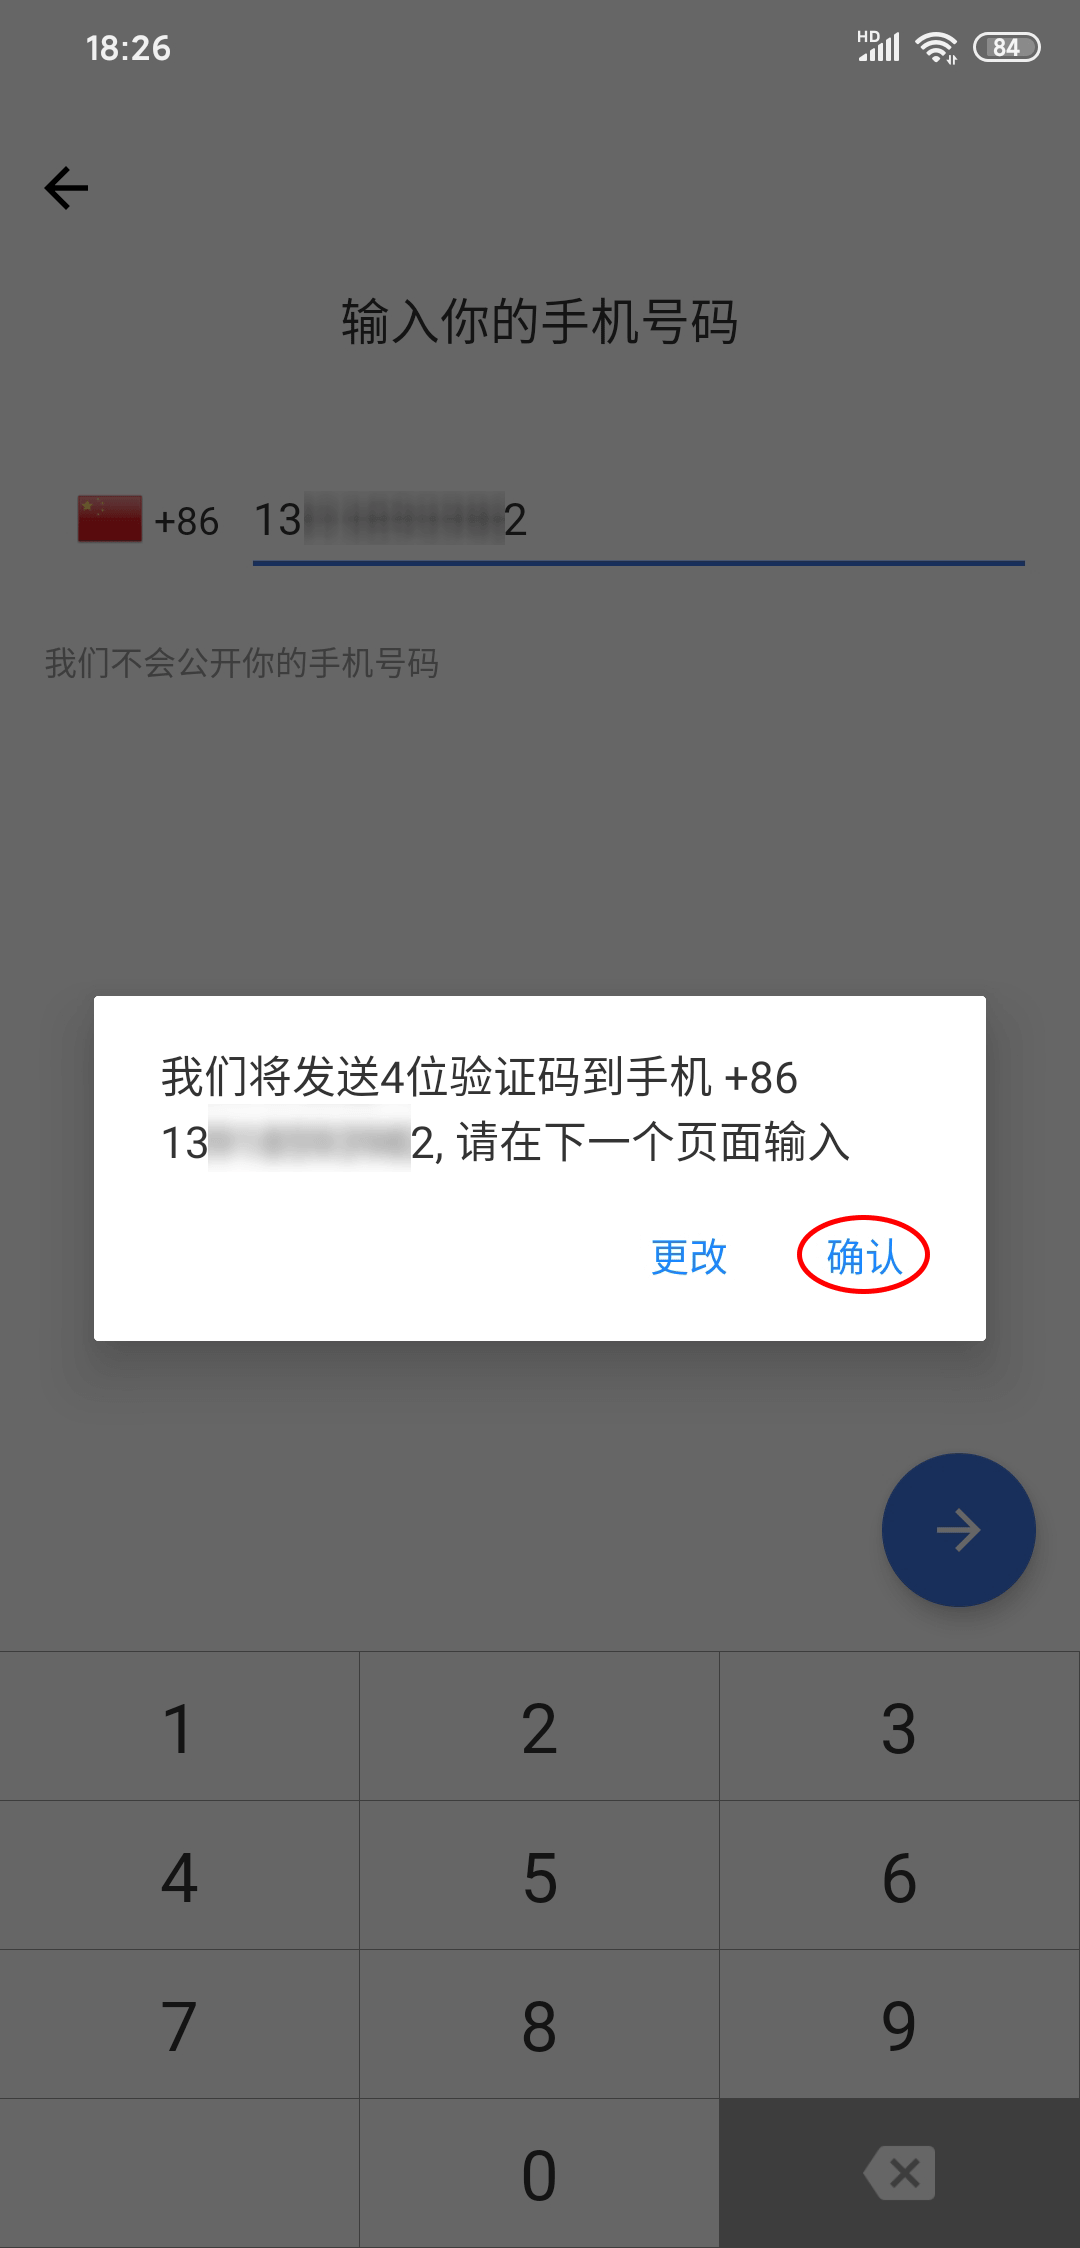 18:26
HD
84
输入你的手机号码
+86 13 2
我们不会公开你的手机号码
我们将发送4位验证码到手机 +86
13 2, 请在下一个页面输入
更改 确认
1 2 3
4 5 6
7 8 9
0